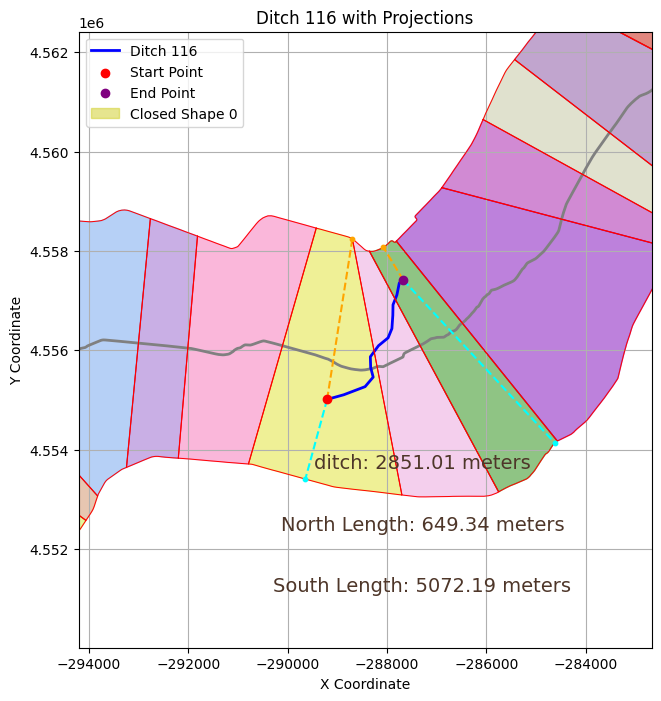 Ditch 116 with Projections
1e6
Ditch 116
Start Point
End Point
Closed Shape 0
4.562
4.560
4.558
4.556
4.554
4.552
Y Coordinate
ditch: 2851.01 meters
North Length: 649.34 meters
South Length: 5072.19 meters
−294000 −292000 −290000 −288000 −286000 −284000
X Coordinate